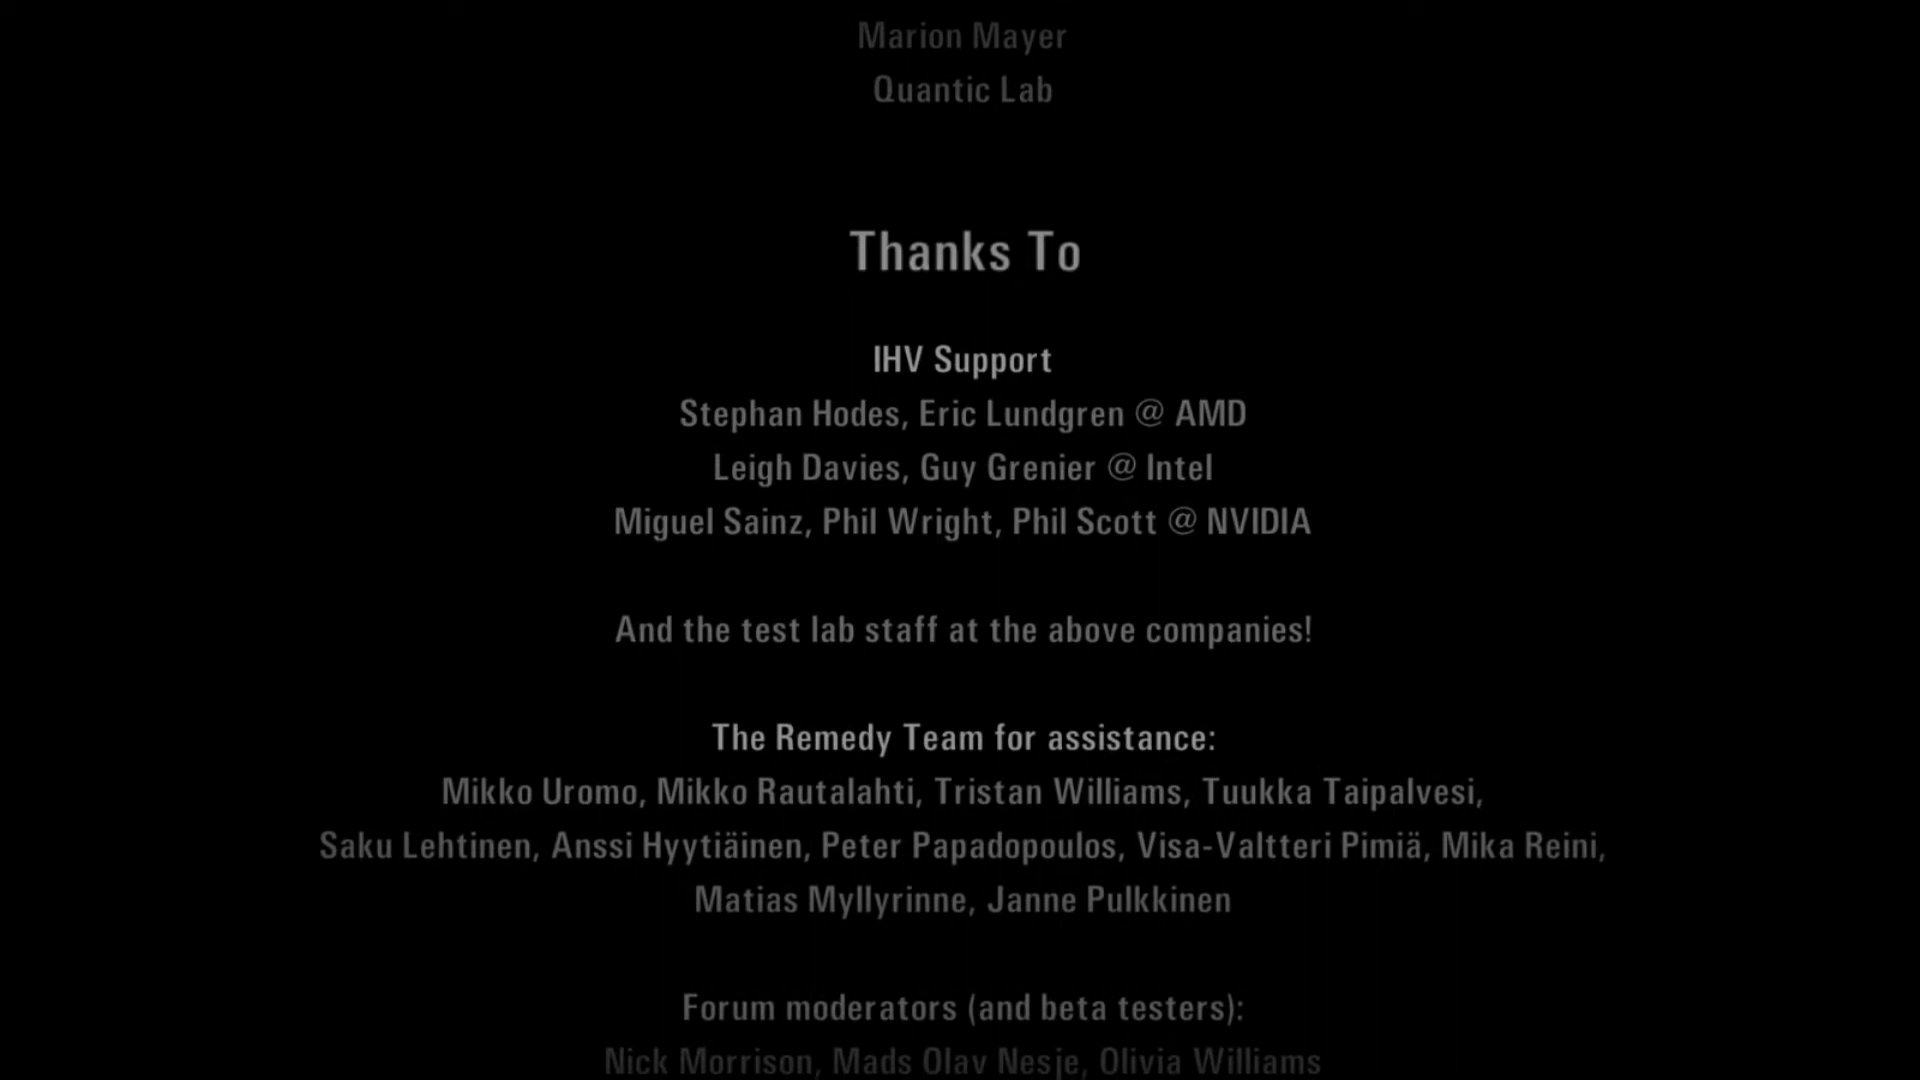 Marion Mayer
Quantic Lab
Thanks To
IHV Support
Stephan Hodes, Eric Lundgren @ AMD
Leigh Davies, Guy Grenier @ Intel
Miguel Sainz, Phil Wright, Phil Scott @ NVIDIA
And the test lab staff at the above companies!
The Remedy Team for assistance:
Mikko Uromo, Mikko Rautalahti, Tristan Williams, Tuukka Taipalvesi,
Saku Lehtinen, Anssi Hyytiäinen, Peter Papadopoulos, Visa-Valtteri Pimiä, Mika Reini,
Matias Myllyrinne, Janne Pulkkinen
Forum moderators (and beta testers):
Nick Morrison, Mads Olav Nesje, Olivia Williams